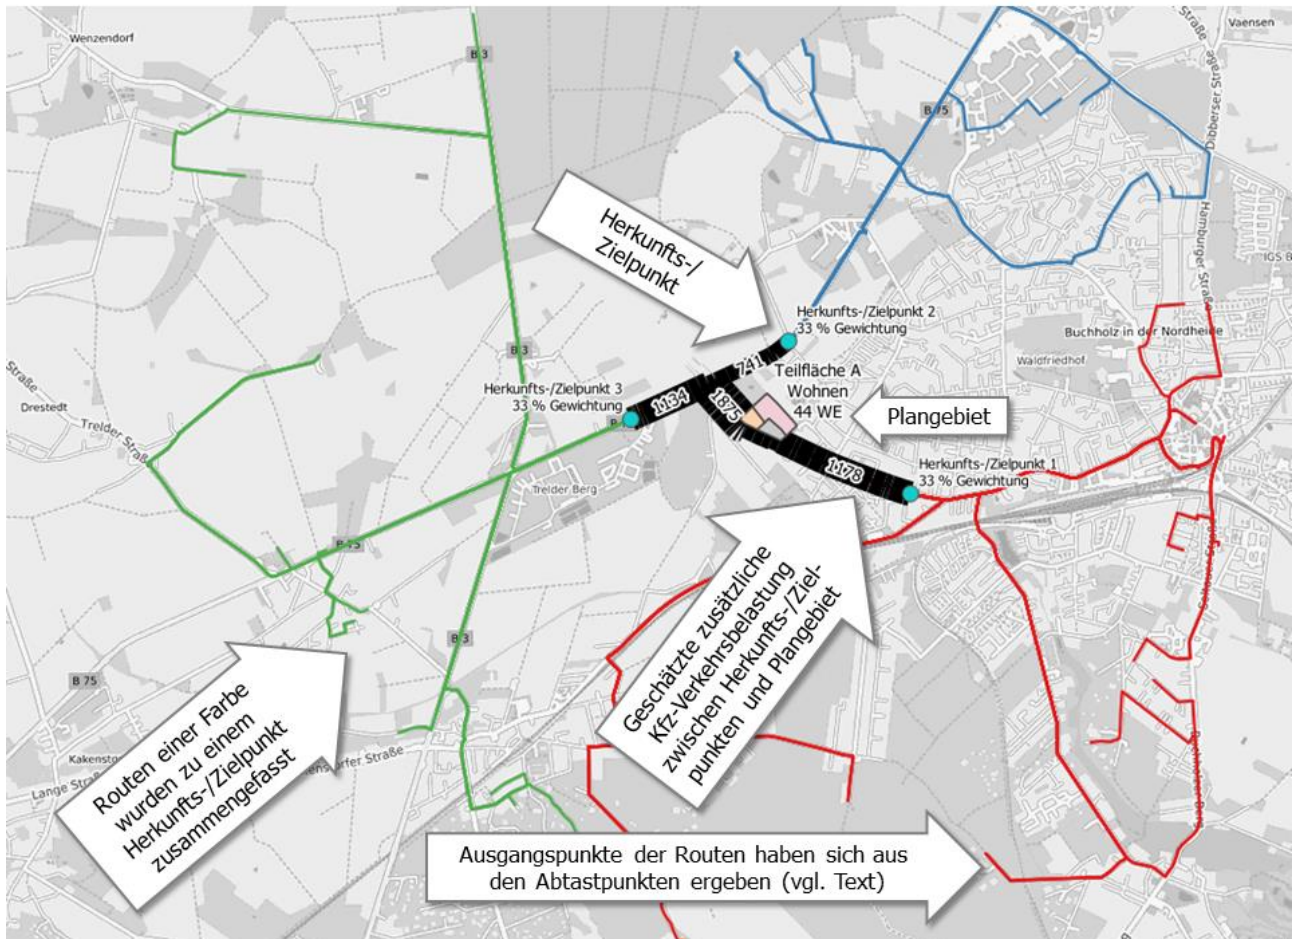 Wenzendorf
B 3
Straße
Vaensen
B 75
Dibberser Straße
Herkunfts-/
Zielpunkt
Hamburger Straße
IGS B
Herkunfts-/Zielpunkt 2
33 % Gewichtung
Buchholz in der Nordheide
Waldfriedhof
B 3
741
Teilfläche A
Wohnen
44 WE
Straße
Drestedt
Herkunfts-/Zielpunkt 3
33 % Gewichtung
1134
1875
Plangebiet
Trelder Straß
1178
Herkunfts-/Zielpunkt 1
33 % Gewichtung
Trelder Berg
Geschätzte zusätzliche
Kfz-Verkehrsbelastung
zwischen Herkunfts-/Ziel-
punkten und Plangebiet
B 3
B 75
Routen einer Farbe
wurden zu einem
Herkunfts-/Zielpunkt
zusammengefasst
Lange Straße
Ausgangspunkte der Routen haben sich aus
den Abtastpunkten ergeben (vgl. Text)